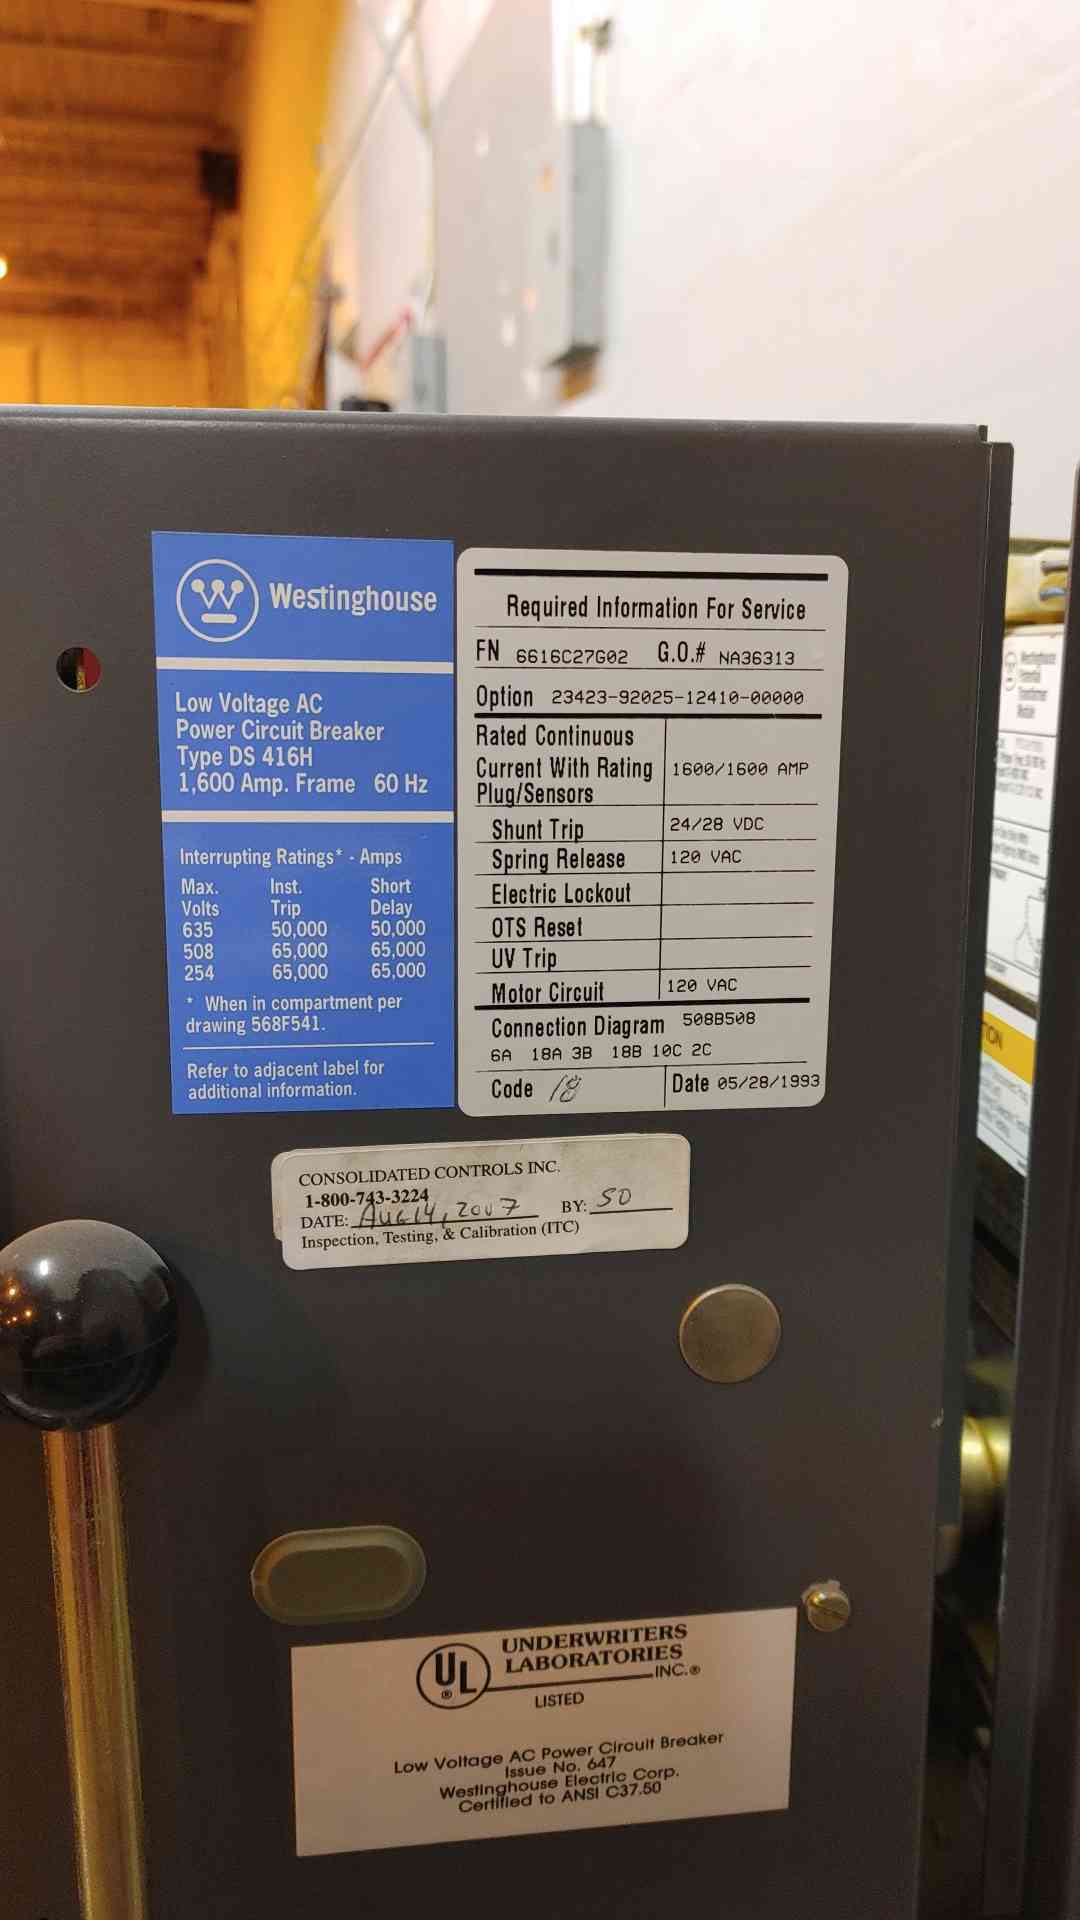 Westinghouse
Low Voltage AC
Power Circuit Breaker
Type DS 416H
1,600 Amp. Frame 60 Hz
Interrupting Ratings* - Amps
Max. Inst. Short
Volts Trip Delay
635 50,000 50,000
508 65,000 65,000
254 65,000 65,000
* When in compartment per
drawing 568F541.
Refer to adjacent label for
additional information.
Required Information For Service
FN 6616C27G02 G.O.# NA36313
Option 23423-92025-12410-00000
Rated Continuous
Current With Rating 1600/1600 AMP
Plug/Sensors
Shunt Trip 24/28 VDC
Spring Release 120 VAC
Electric Lockout
OTS Reset
UV Trip
Motor Circuit 120 VAC
Connection Diagram 508B508
6A 18A 3B 18B 10C 2C
Code 18 Date 05/28/1993
CONSOLIDATED CONTROLS INC.
1-800-743-3224
DATE: AUG 14, 2007 BY: SD
Inspection, Testing, & Calibration (ITC)
UL®
UNDERWRITERS
LABORATORIES
INC.®
LISTED
Low Voltage AC Power Circuit Breaker
Issue No. 647
Westinghouse Electric Corp.
Certified to ANSI C37.50
Westinghouse
Potential
Transformer
Module